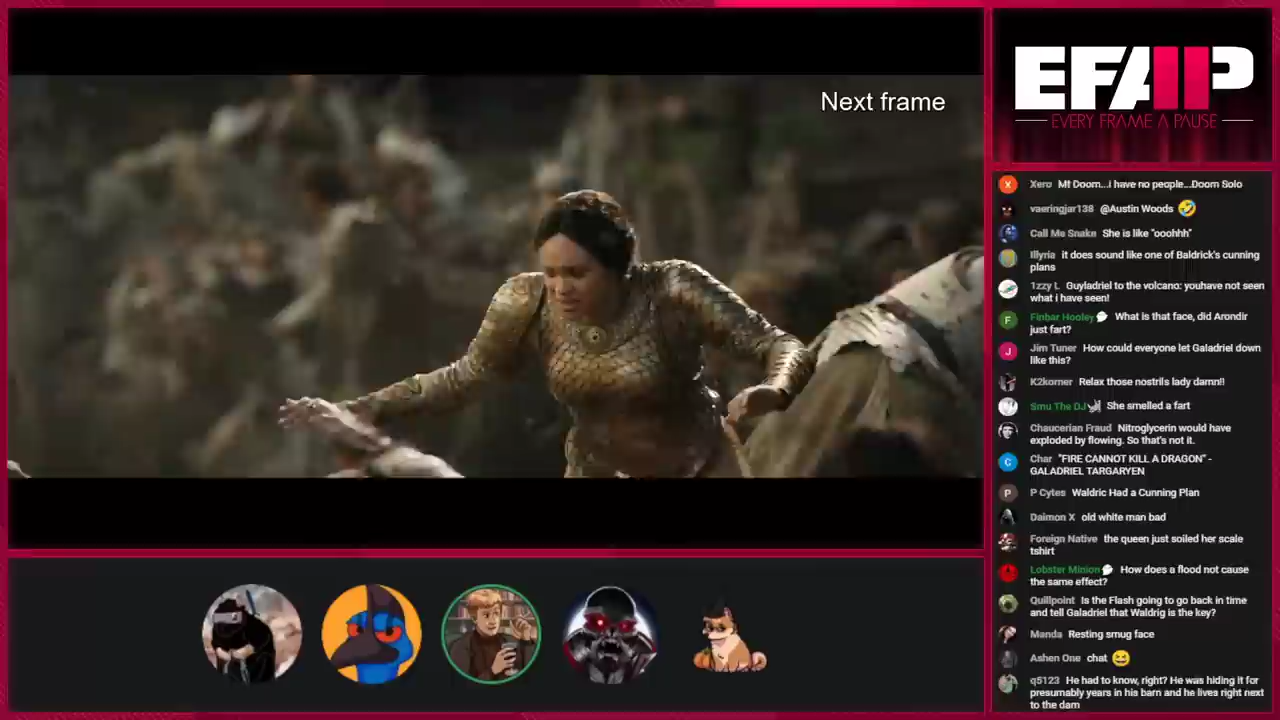 Next frame
EFAP
EVERY FRAME A PAUSE
Xero Mt Doom...i have no people...Doom Solo
vaeringjar138 @Austin Woods 🤣
Call Me Snake She is like "ooohhh"
Illyria it does sound like one of Baldrick's cunning
plans
1zzy L Guyladriel to the volcano: youhave not seen
what i have seen!
Finbar Hooley What is that face, did Arondir
just fart?
Jim Tuner How could everyone let Galadriel down
like this?
K2korner Relax those nostrils lady damn!!
Smu The DJ She smelled a fart
Chaucerian Fraud Nitroglycerin would have
exploded by flowing. So that's not it.
Char "FIRE CANNOT KILL A DRAGON" -
GALADRIEL TARGARYEN
P Cytes Waldric Had a Cunning Plan
Daimon X old white man bad
Foreign Native the queen just soiled her scale
tshirt
Lobster Minion How does a flood not cause
the same effect?
Quillpoint Is the Flash going to go back in time
and tell Galadriel that Waldrig is the key?
Manda Resting smug face
Ashen One chat 😆
q5123 He had to know, right? He was hiding it for
presumably years in his barn and he lives right next
to the dam